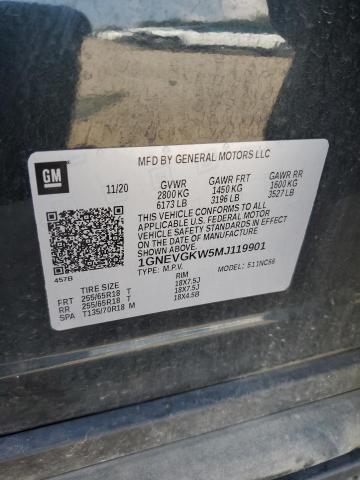 MFD BY GENERAL MOTORS LLC
GM
11/20 GVWR GAWR FRT GAWR RR
2800 KG 1450 KG 1600 KG
6173 LB 3196 LB 3527 LB
THIS VEHICLE CONFORMS TO ALL
APPLICABLE U.S. FEDERAL MOTOR
VEHICLE SAFETY STANDARDS IN EFFECT
ON THE DATE OF MANUFACTURE SHOWN
ABOVE.
1GNEVGKW5MJ119901
457B
TYPE: M.P.V. MODEL: 511NC56
TIRE SIZE RIM
FRT 255/65R18 T 18X7.5J
RR 255/65R18 T 18X7.5J
SPA T135/70R18 M 18X4.5B